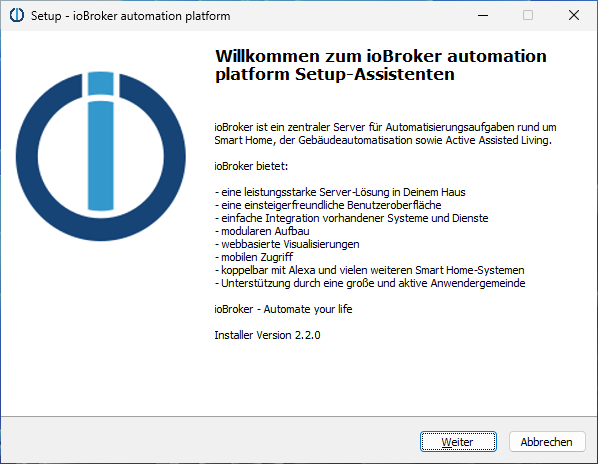 Setup - ioBroker automation platform
Willkommen zum ioBroker automation
platform Setup-Assistenten
ioBroker ist ein zentraler Server für Automatisierungsaufgaben rund um
Smart Home, der Gebäudeautomatisation sowie Active Assisted Living.
ioBroker bietet:
- eine leistungsstarke Server-Lösung in Deinem Haus
- eine einsteigerfreundliche Benutzeroberfläche
- einfache Integration vorhandener Systeme und Dienste
- modularen Aufbau
- webbasierte Visualisierungen
- mobilen Zugriff
- koppelbar mit Alexa und vielen weiteren Smart Home-Systemen
- Unterstützung durch eine große und aktive Anwendergemeinde
ioBroker - Automate your life
Installer Version 2.2.0
Weiter
Abbrechen